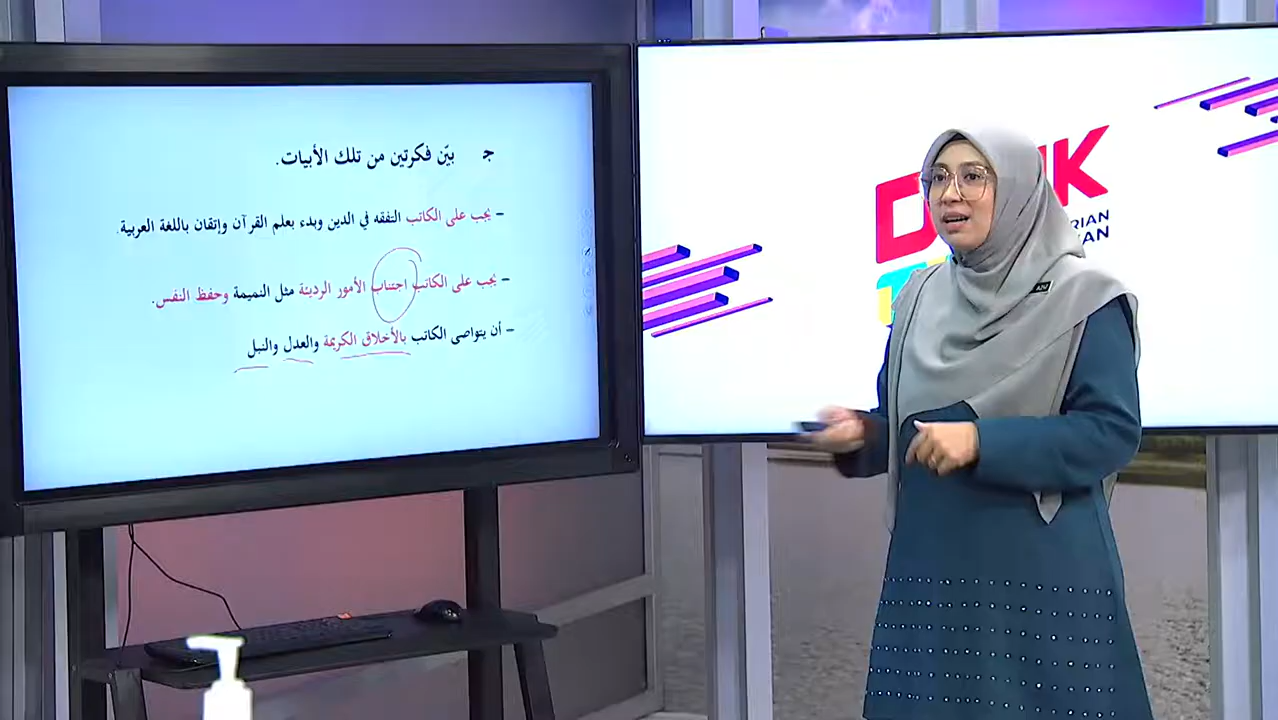 ج بيّن فكرتين من تلك الأبيات.
– يجب على الكاتب التفقه في الدين وبدء بعلم القرآن وإتقان باللغة العربية.
– يجب على الكاتب اجتناب الأمور الرديئة مثل النميمة وحفظ النفس.
– أن يتواصى الكاتب بالأخلاق الكريمة والعدل والنبل